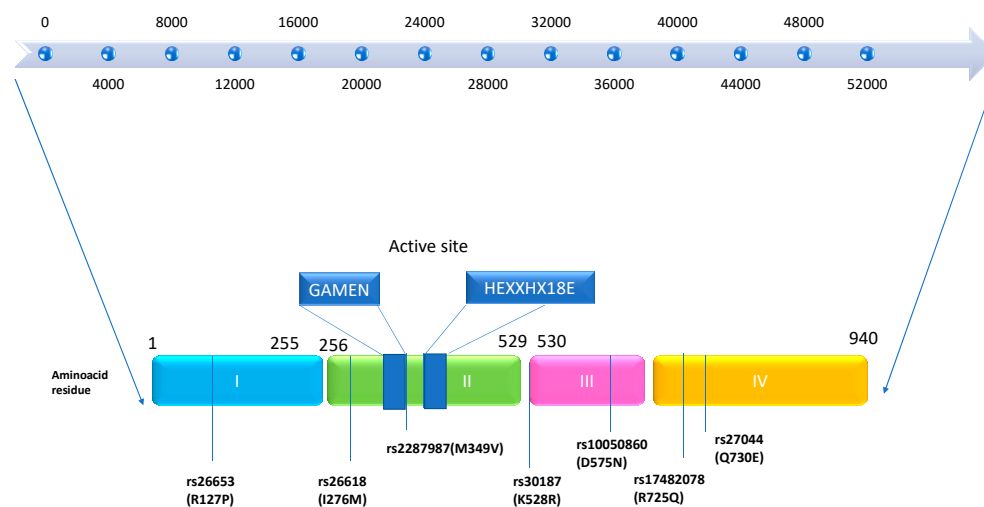 0 8000 16000 24000 32000 40000 48000
4000 12000 20000 28000 36000 44000 52000
Active site
GAMEN HEXXHX18E
1 255 256 529 530 940
Aminoacid
residue
I II III IV
rs2287987(M349V)
rs10050860
(D575N)
rs27044
(Q730E)
rs26653
(R127P)
rs26618
(I276M)
rs30187
(K528R)
rs17482078
(R725Q)